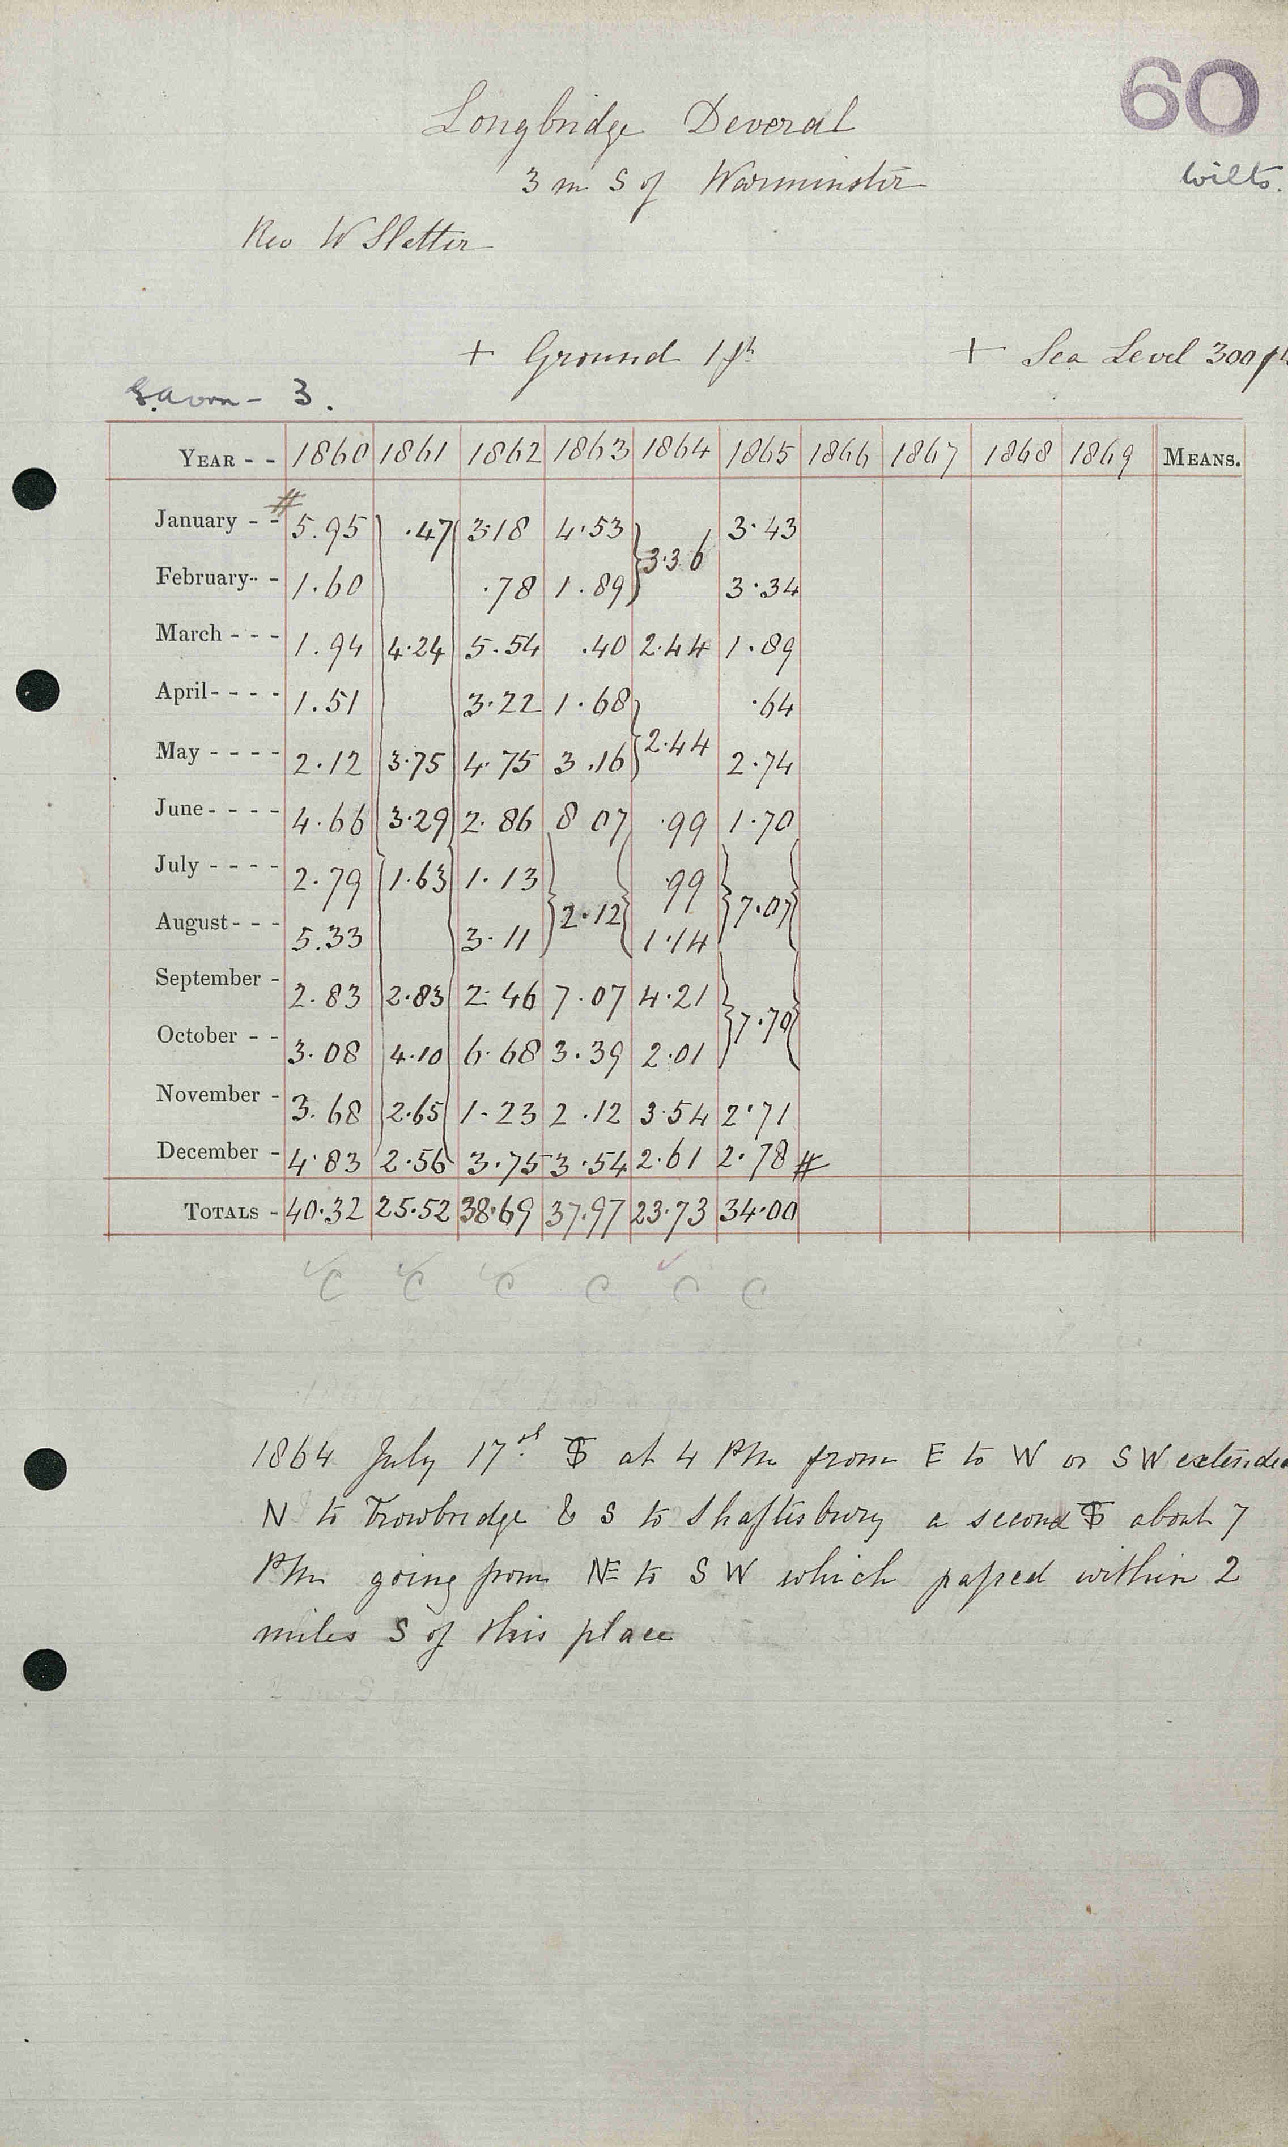 60
Longbridge Deveral
3 m S of Warminster
Wilts.
Rev W Slatter
+ Ground 1 ft + Sea Level 300 ft
S. Avon - 3.
YEAR - - 1860 1861 1862 1863 1864 1865 1866 1867 1868 1869 MEANS.
January - - # 5.95 .47 3.18 4.53 3.36 3.43
February - - 1.60 .78 1.89 3.34
March - - - 1.94 4.24 5.54 .40 2.44 1.89
April - - - - 1.51 3.22 1.68 .64
May - - - - 2.12 3.75 4.75 3.16 2.44 2.74
June - - - - 4.66 3.29 2.86 8 07 .99 1.70
July - - - - 2.79 1.63 1.13 .99
August - - - 5.33 3.11 2.12 1.14 7.07
September - 2.83 2.83 2.46 7.07 4.21
October - - 3.08 4.10 6.68 3.39 2.01 7.70
November - 3.68 2.65 1.23 2.12 3.54 2.71
December - 4.83 2.56 3.75 3.54 2.61 2.78 #
TOTALS - 40.32 25.52 38.69 37.97 23.73 34.00
C C C C C C
1864 July 17th at 4 PM from E to W or SW extended
N to Trowbridge & S to Shaftesbury a second about 7
PM going from NE to SW which passed within 2
miles S of this place